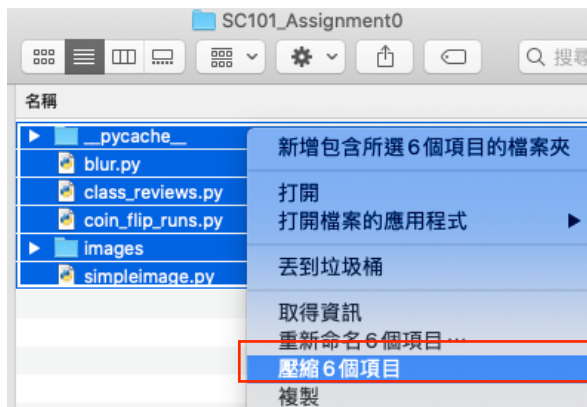 SC101_Assignment0
搜尋
名稱
__pycache__
blur.py
class_reviews.py
coin_flip_runs.py
images
simpleimage.py
新增包含所選6個項目的檔案夾
打開
打開檔案的應用程式
丟到垃圾桶
取得資訊
重新命名6個項目⋯
壓縮6個項目
複製